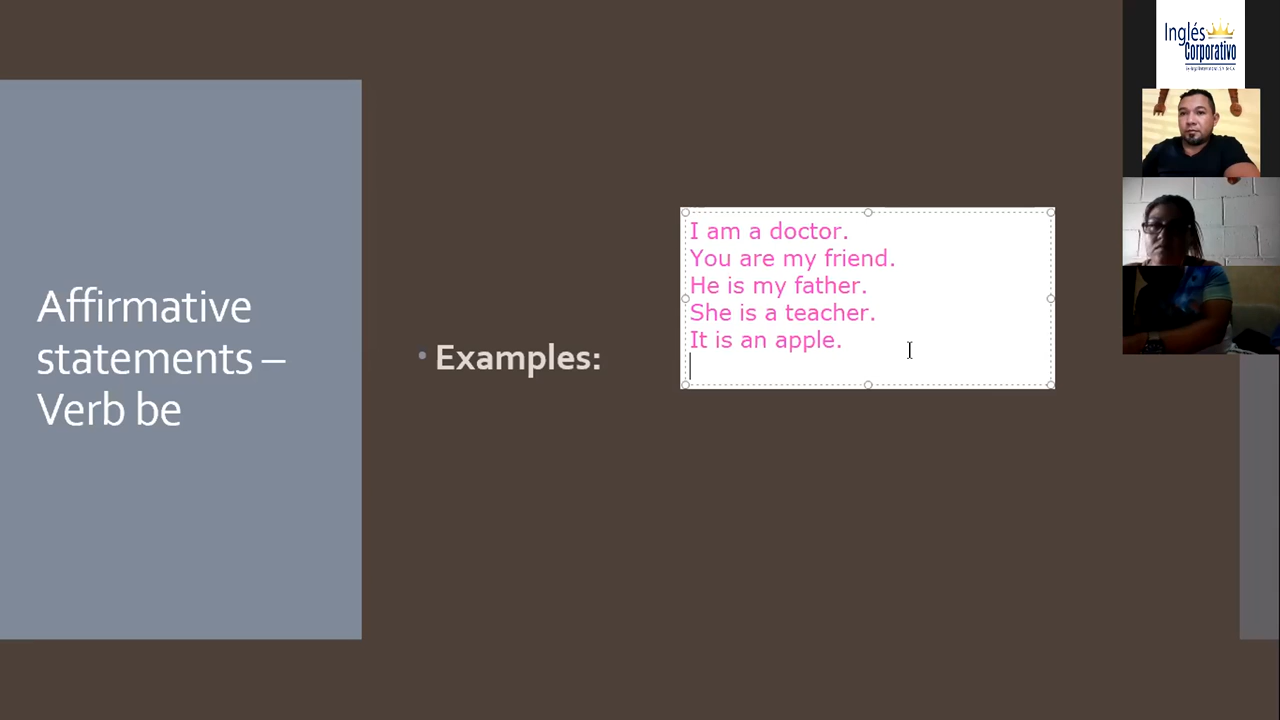 Inglés
Corporativo
Affirmative
statements –
Verb be
• Examples:
I am a doctor.
You are my friend.
He is my father.
She is a teacher.
It is an apple.